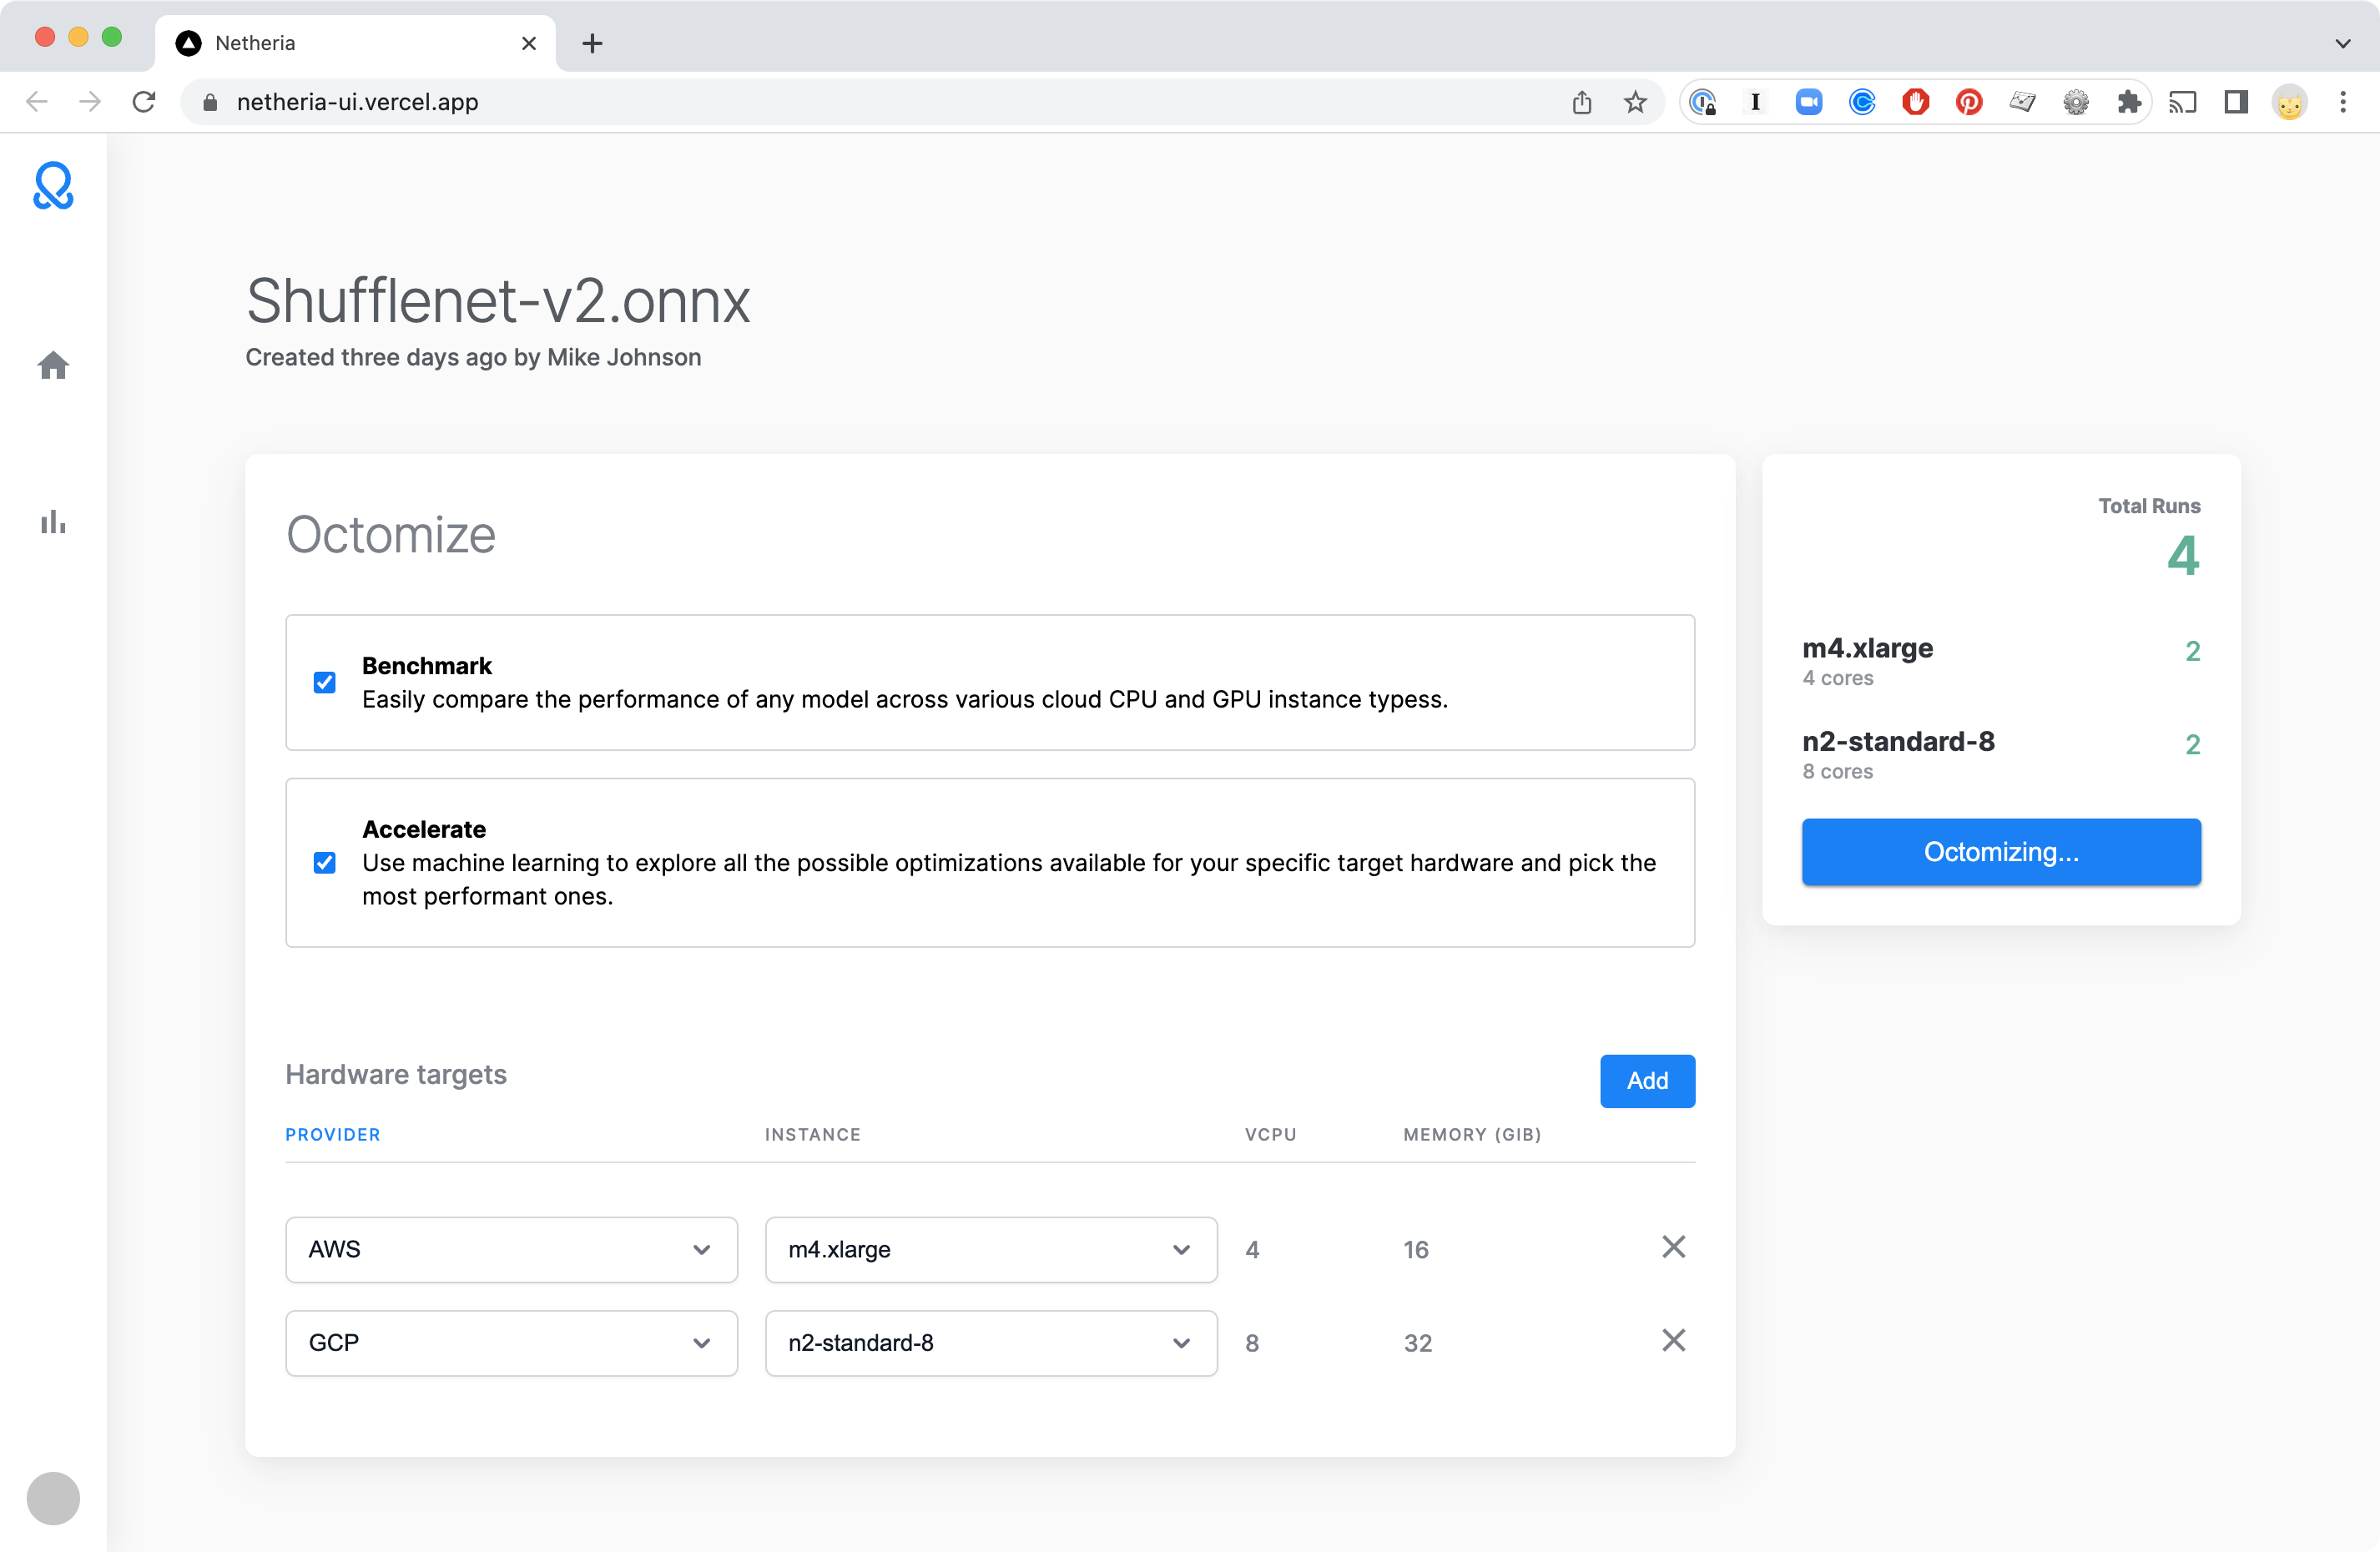 Netheria
netheria-ui.vercel.app
Shufflenet-v2.onnx
Created three days ago by Mike Johnson
Octomize
Benchmark
Easily compare the performance of any model across various cloud CPU and GPU instance typess.
Accelerate
Use machine learning to explore all the possible optimizations available for your specific target hardware and pick the
most performant ones.
Hardware targets
Add
PROVIDER INSTANCE VCPU MEMORY (GIB)
AWS m4.xlarge 4 16
GCP n2-standard-8 8 32
Total Runs
4
m4.xlarge 2
4 cores
n2-standard-8 2
8 cores
Octomizing...